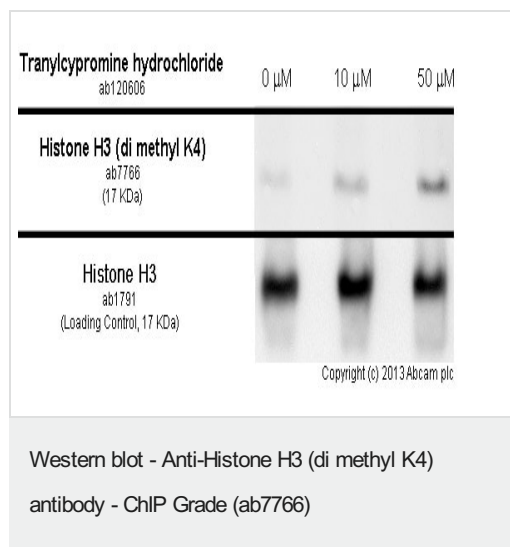 Tranylcypromine hydrochloride
ab120606
0 µM 10 µM 50 µM
Histone H3 (di methyl K4)
ab7766
(17 KDa)
Histone H3
ab1791
(Loading Control, 17 KDa)
Copyright (c) 2013 Abcam plc
Western blot - Anti-Histone H3 (di methyl K4)
antibody - ChIP Grade (ab7766)